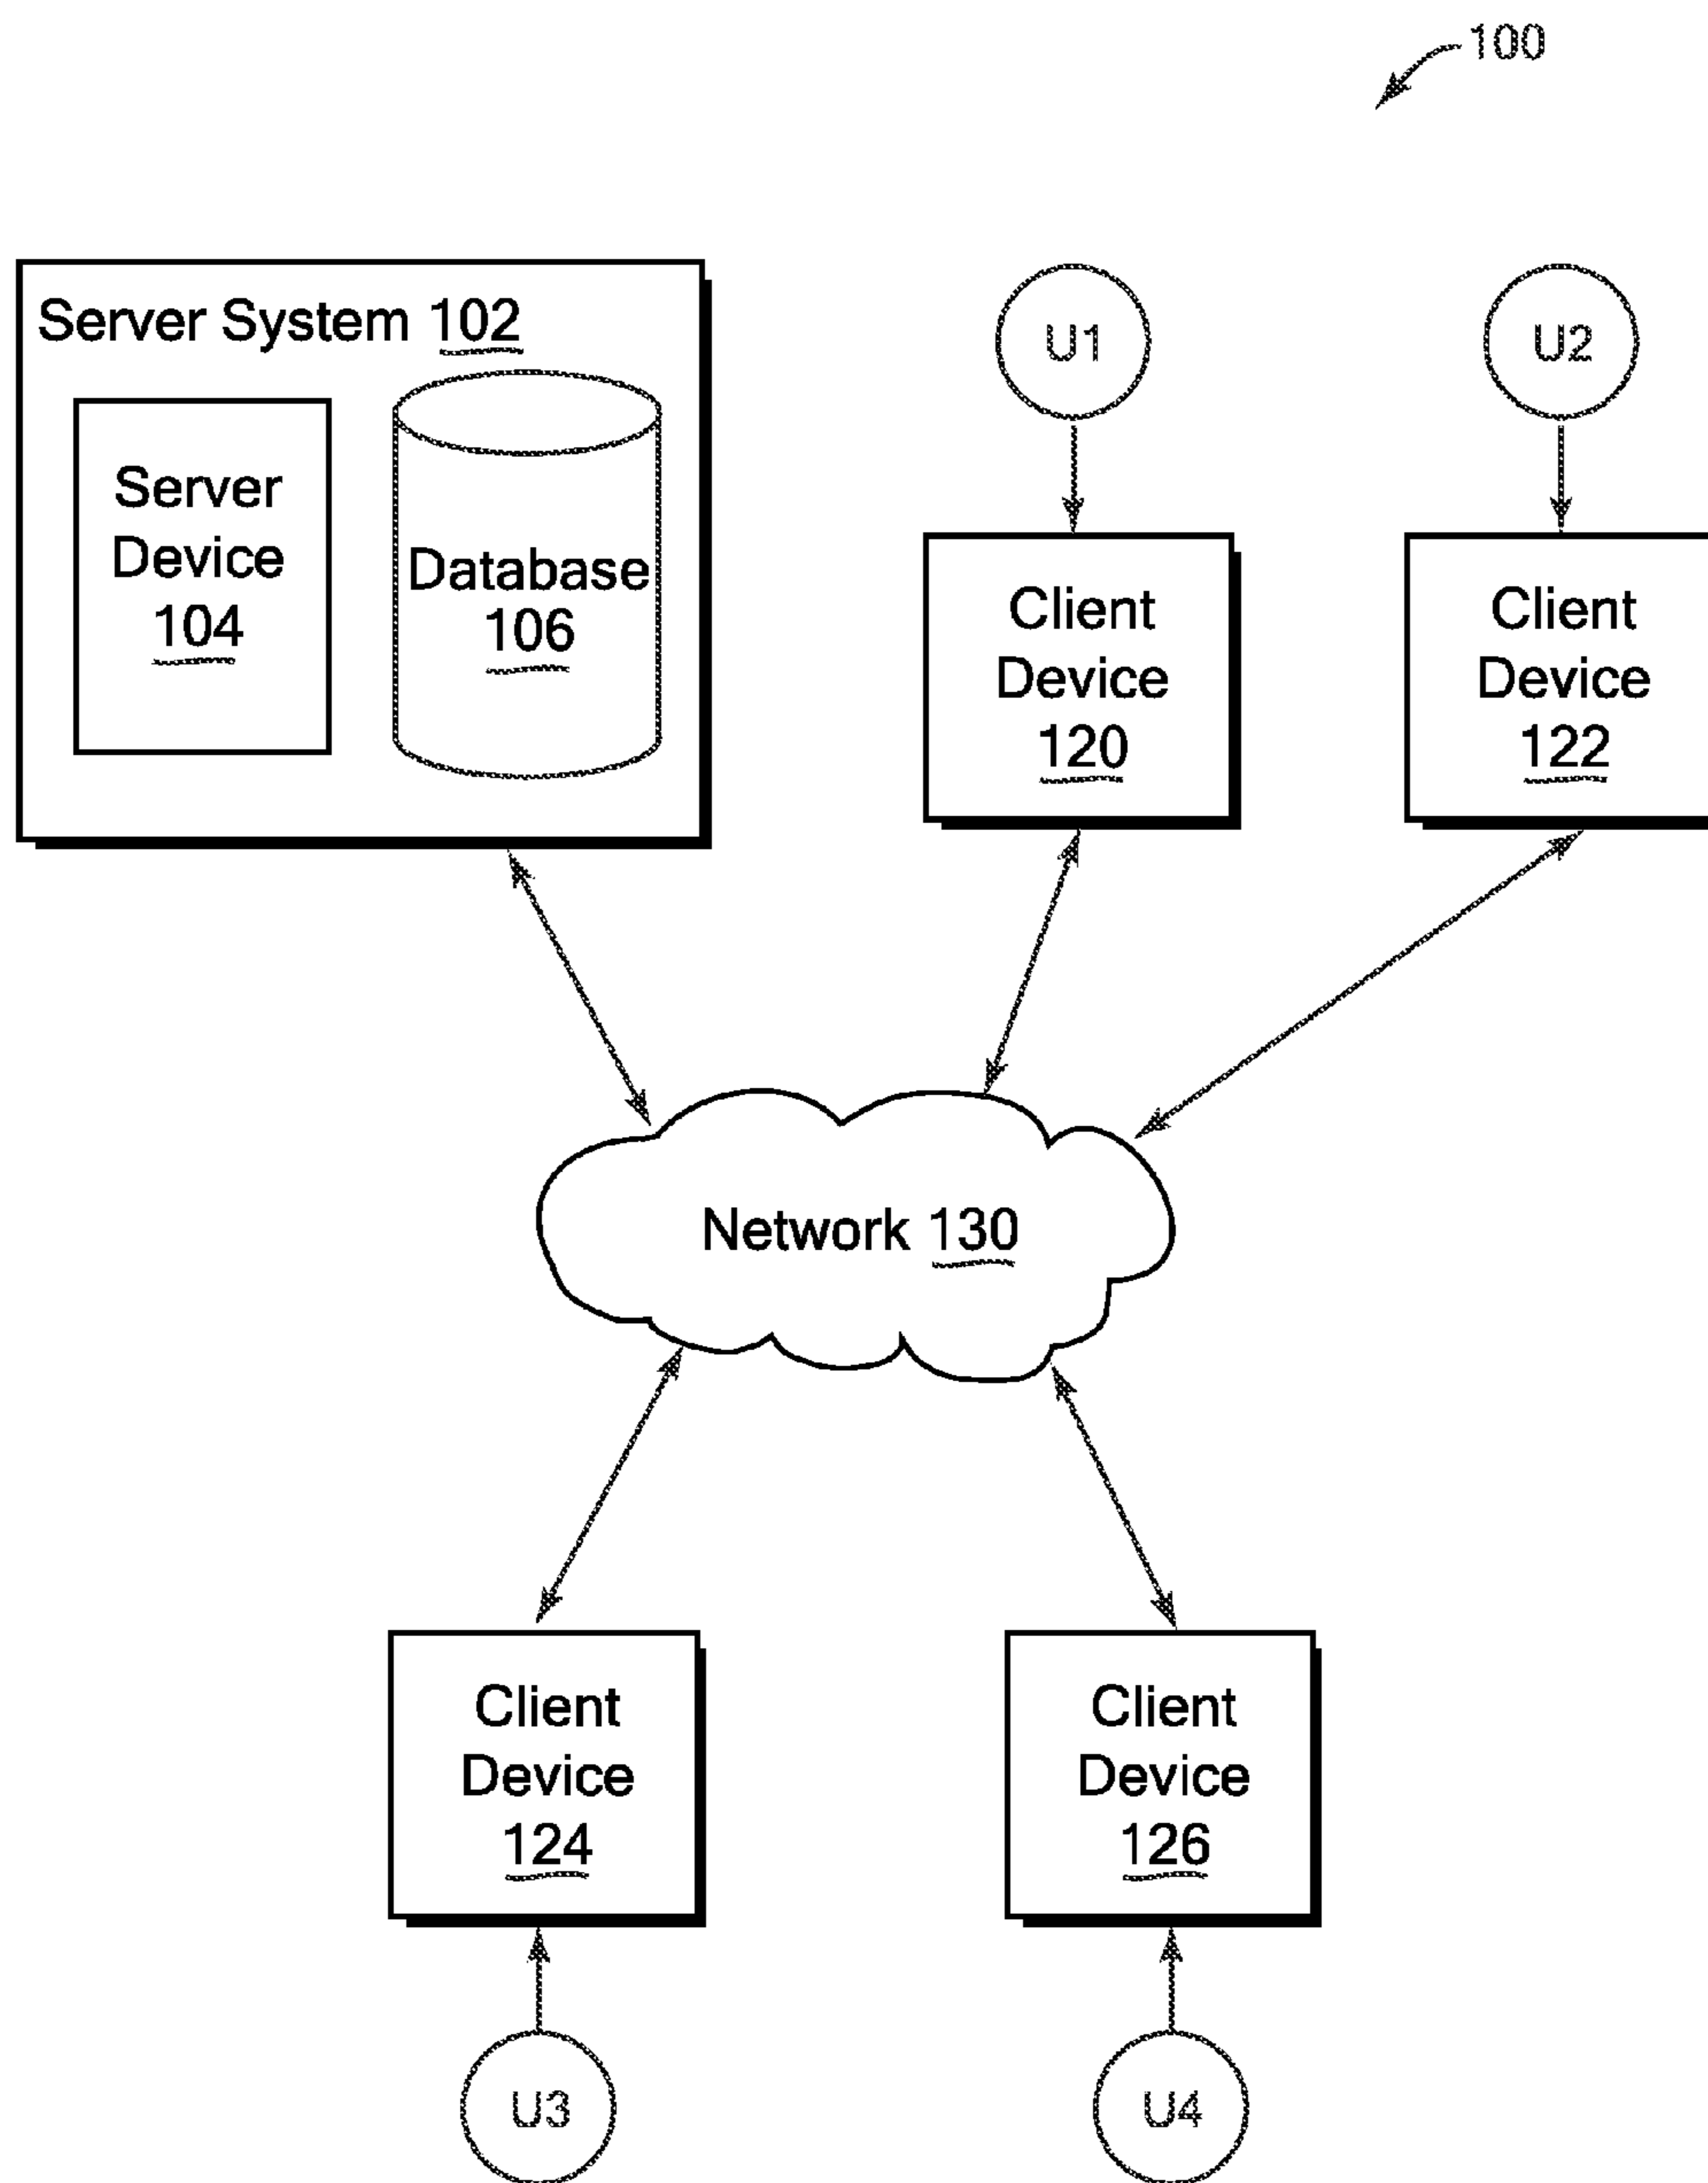 100
Server System 102
U1
U2
Server
Device
104
Database
106
Client
Device
120
Client
Device
122
Network 130
Client
Device
124
Client
Device
126
U3
U4